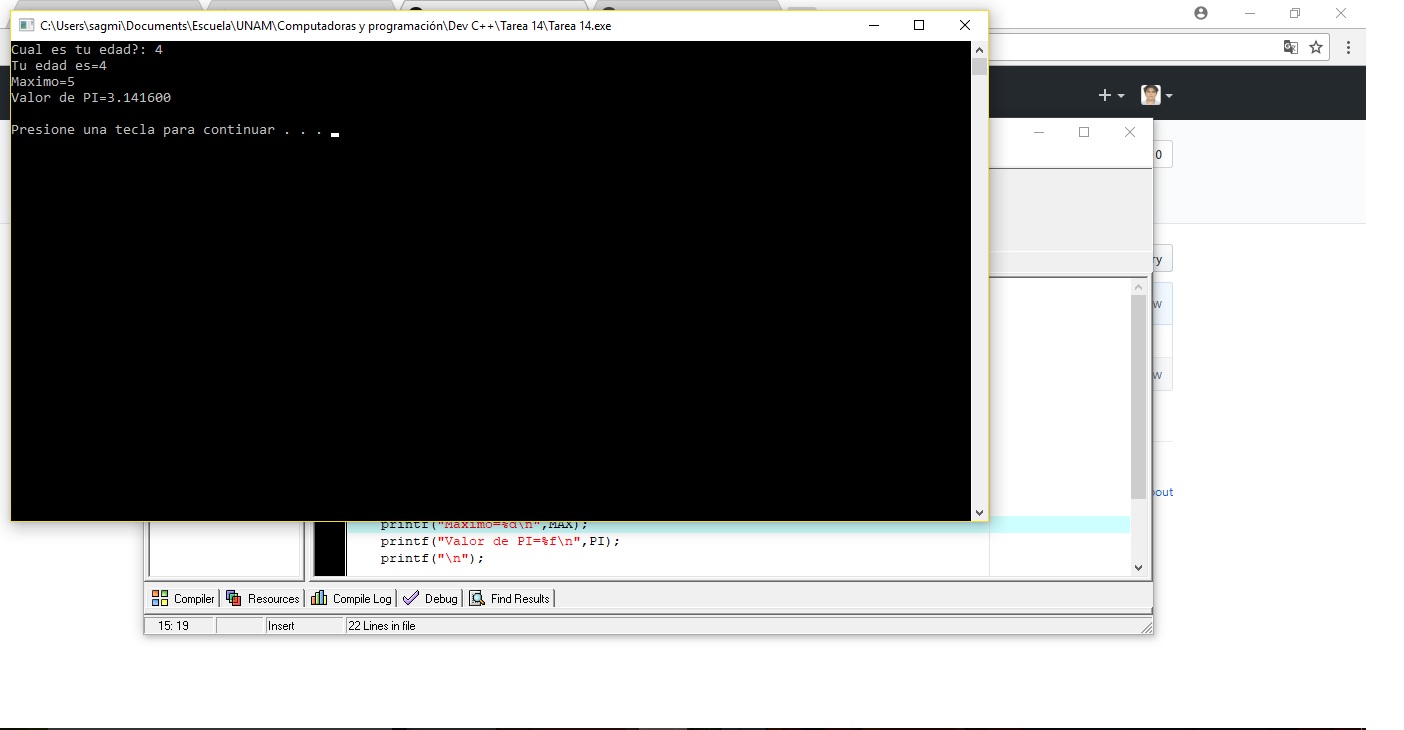 C:\Users\sagmi\Documents\Escuela\UNAM\Computadoras y programación\Dev C++\Tarea 14\Tarea 14.exe
Cual es tu edad?: 4
Tu edad es=4
Maximo=5
Valor de PI=3.141600
Presione una tecla para continuar . . .
0
ry
w
w
out
printf("Maximo=%d\n",MAX);
printf("Valor de PI=%f\n",PI);
printf("\n");
Compiler
Resources
Compile Log
Debug
Find Results
15: 19
Insert
22 Lines in file